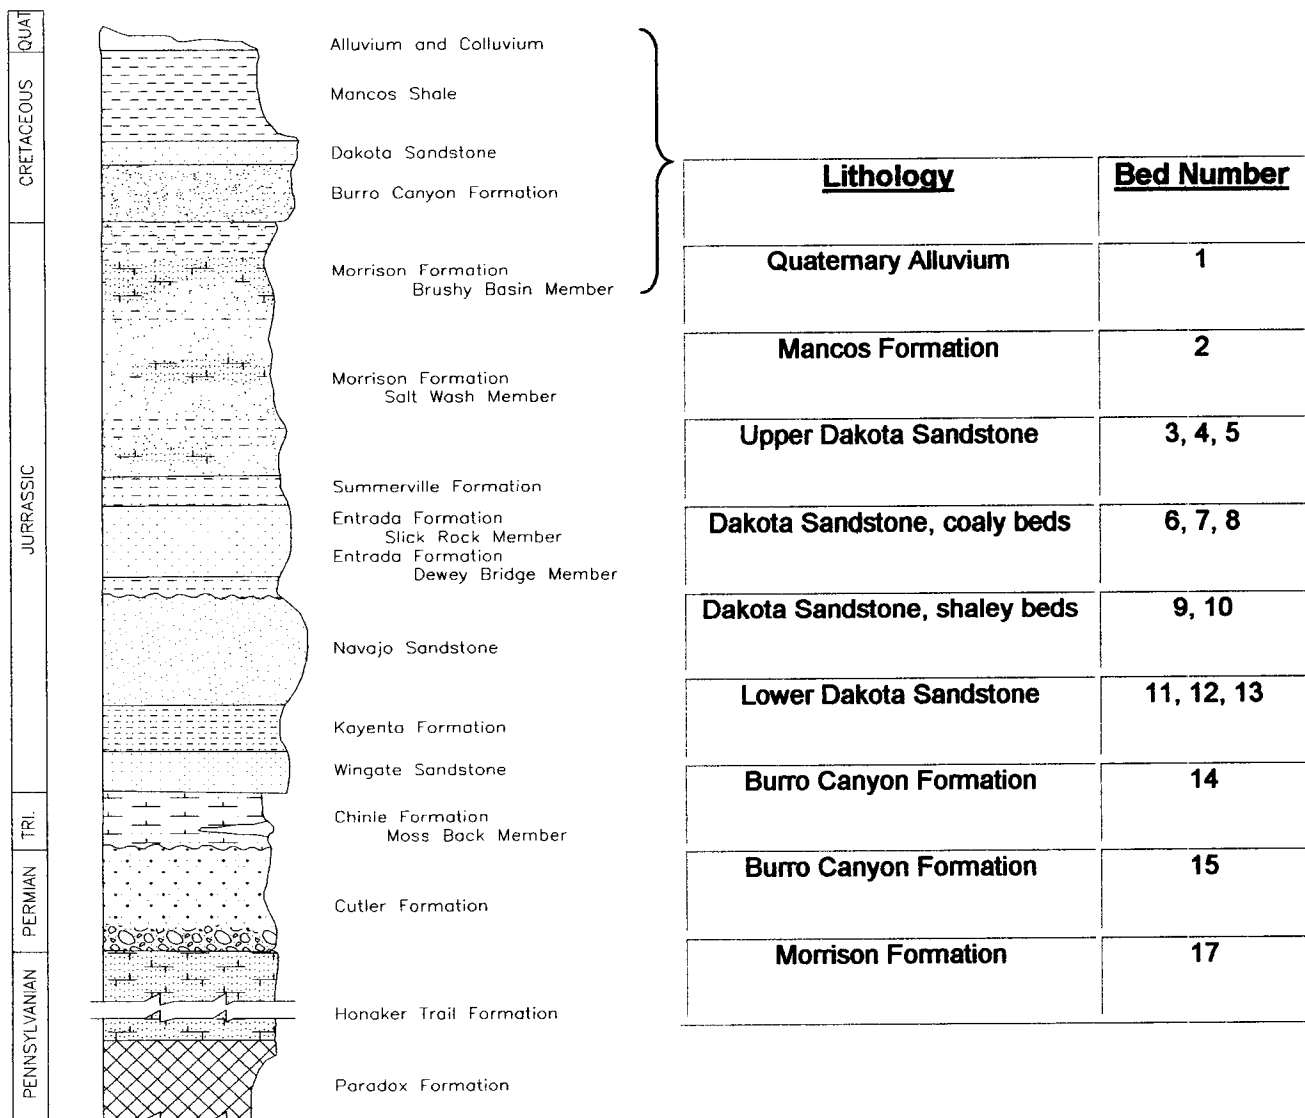 QUAT
CRETACEOUS
JURRASSIC
TRI.
PERMIAN
PENNSYLVANIAN
Alluvium and Colluvium
Mancos Shale
Dakota Sandstone
Burro Canyon Formation
Morrison Formation
Brushy Basin Member
Morrison Formation
Salt Wash Member
Summerville Formation
Entrada Formation
Slick Rock Member
Entrada Formation
Dewey Bridge Member
Navajo Sandstone
Kayenta Formation
Wingate Sandstone
Chinle Formation
Moss Back Member
Cutler Formation
Honaker Trail Formation
Paradox Formation
Lithology Bed Number
Quaternary Alluvium 1
Mancos Formation 2
Upper Dakota Sandstone 3, 4, 5
Dakota Sandstone, coaly beds 6, 7, 8
Dakota Sandstone, shaley beds 9, 10
Lower Dakota Sandstone 11, 12, 13
Burro Canyon Formation 14
Burro Canyon Formation 15
Morrison Formation 17